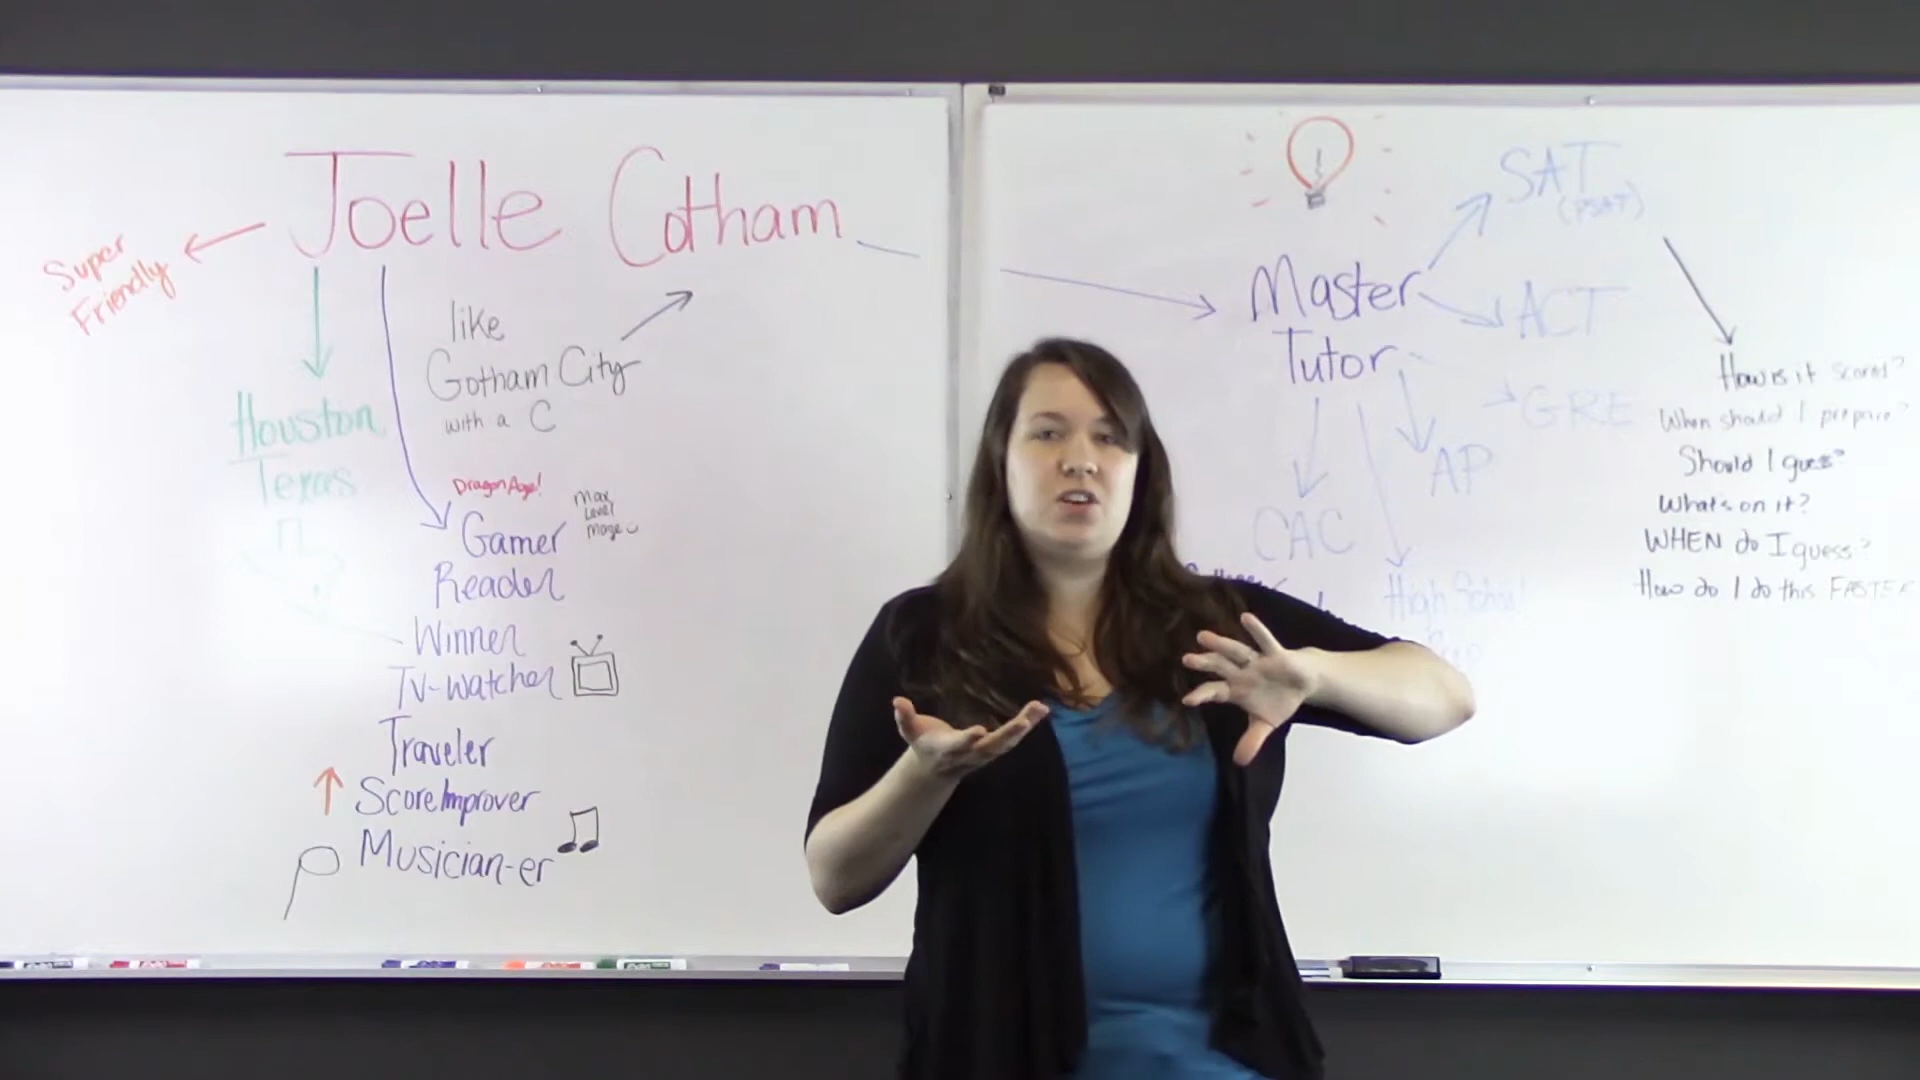 Joelle Cotham
Super
Friendly
like
Gotham City
with a C
Houston
Texas
Dragon Age!
Max
Level
Mage
Gamer
Reader
Winner
TV-watcher
Traveler
Score Improver
Musician-er
Master
Tutor
SAT
(PSAT)
ACT
GRE
AP
CAC
High School
How is it scored?
When should I prepare?
Should I guess?
What's on it?
WHEN do I guess?
How do I do this FASTER